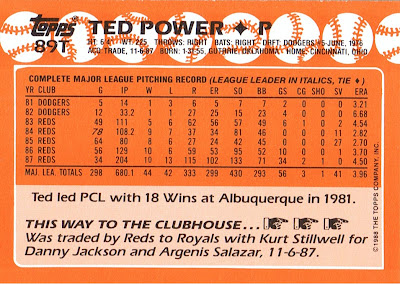 topps
89T
TED POWER ♦ P
HT: 6'4" WT: 225 THROWS: RIGHT BATS: RIGHT DRFT: DODGERS 5-JUNE, 1976
ACQ: TRADE, 11-6-87 BORN: 1-31-55, GUTHRIE, OKLAHOMA HOME: CINCINNATI, OHIO
COMPLETE MAJOR LEAGUE PITCHING RECORD (LEAGUE LEADER IN ITALICS, TIE ♦)
YR CLUB G IP W L R ER SO BB GS CG SHO SV ERA
81 DODGERS 5 14 1 3 6 5 7 7 2 0 0 0 3.21
82 DODGERS 12 33.2 1 1 27 25 15 23 4 0 0 0 6.68
83 REDS 49 111 5 6 62 56 57 49 6 1 0 2 4.54
84 REDS 78 108.2 9 7 37 34 81 46 0 0 0 11 2.82
85 REDS 64 80 8 6 27 24 42 45 0 0 0 27 2.70
86 REDS 56 129 10 6 59 53 95 52 10 0 0 1 3.70
87 REDS 34 204 10 13 115 102 133 71 34 2 1 0 4.50
MAJ. LEA. TOTALS 298 680.1 44 42 333 299 430 293 56 3 1 41 3.96
Ted led PCL with 18 Wins at Albuquerque in 1981.
THIS WAY TO THE CLUBHOUSE...
Was traded by Reds to Royals with Kurt Stillwell for
Danny Jackson and Argenis Salazar, 11-6-87.
©1988 THE TOPPS COMPANY, INC.